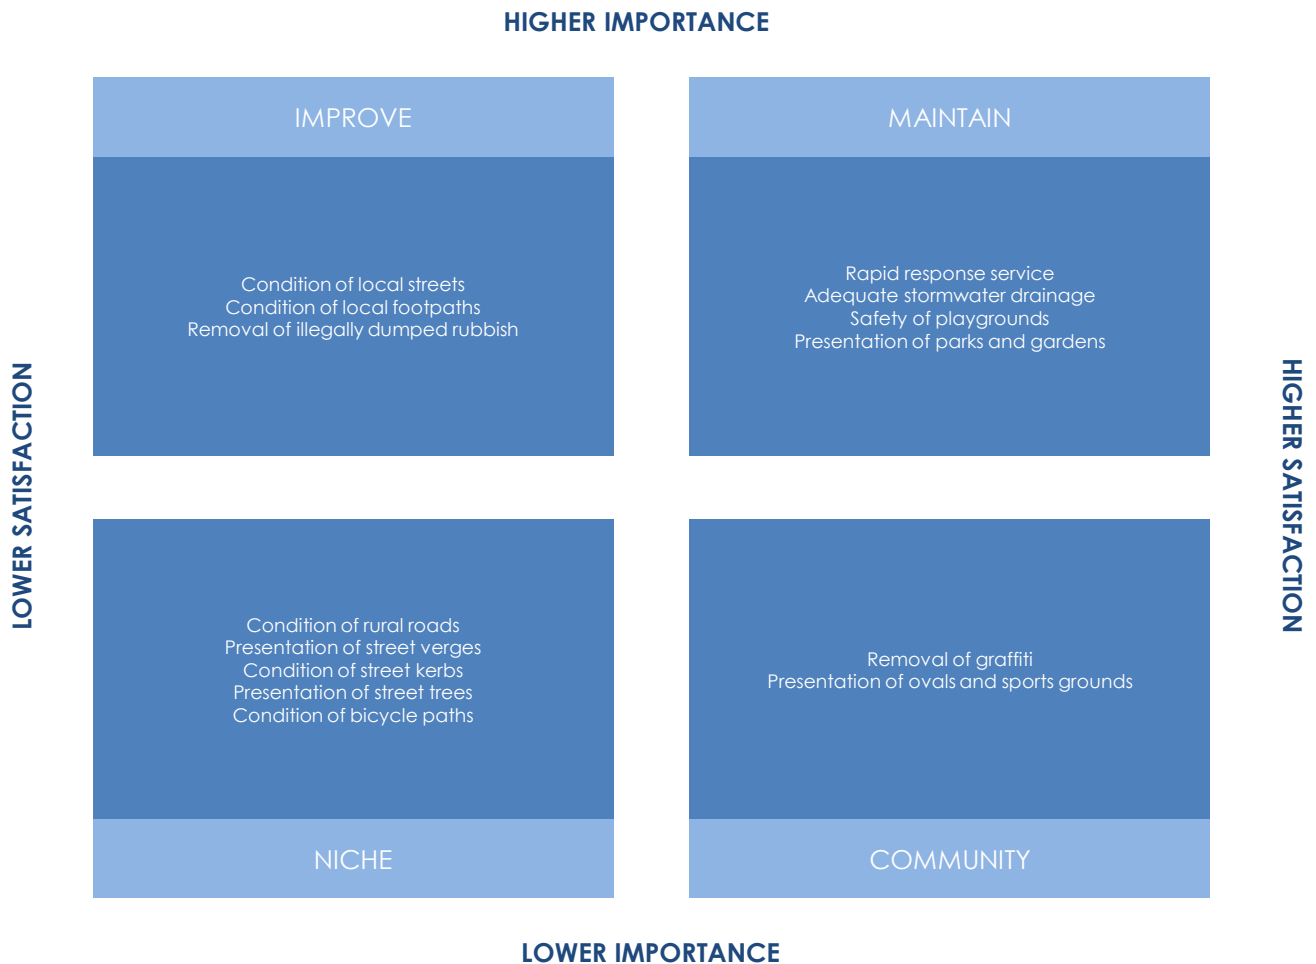 HIGHER IMPORTANCE
IMPROVE
Condition of local streets
Condition of local footpaths
Removal of illegally dumped rubbish
MAINTAIN
Rapid response service
Adequate stormwater drainage
Safety of playgrounds
Presentation of parks and gardens
LOWER SATISFACTION
HIGHER SATISFACTION
Condition of rural roads
Presentation of street verges
Condition of street kerbs
Presentation of street trees
Condition of bicycle paths
NICHE
Removal of graffiti
Presentation of ovals and sports grounds
COMMUNITY
LOWER IMPORTANCE